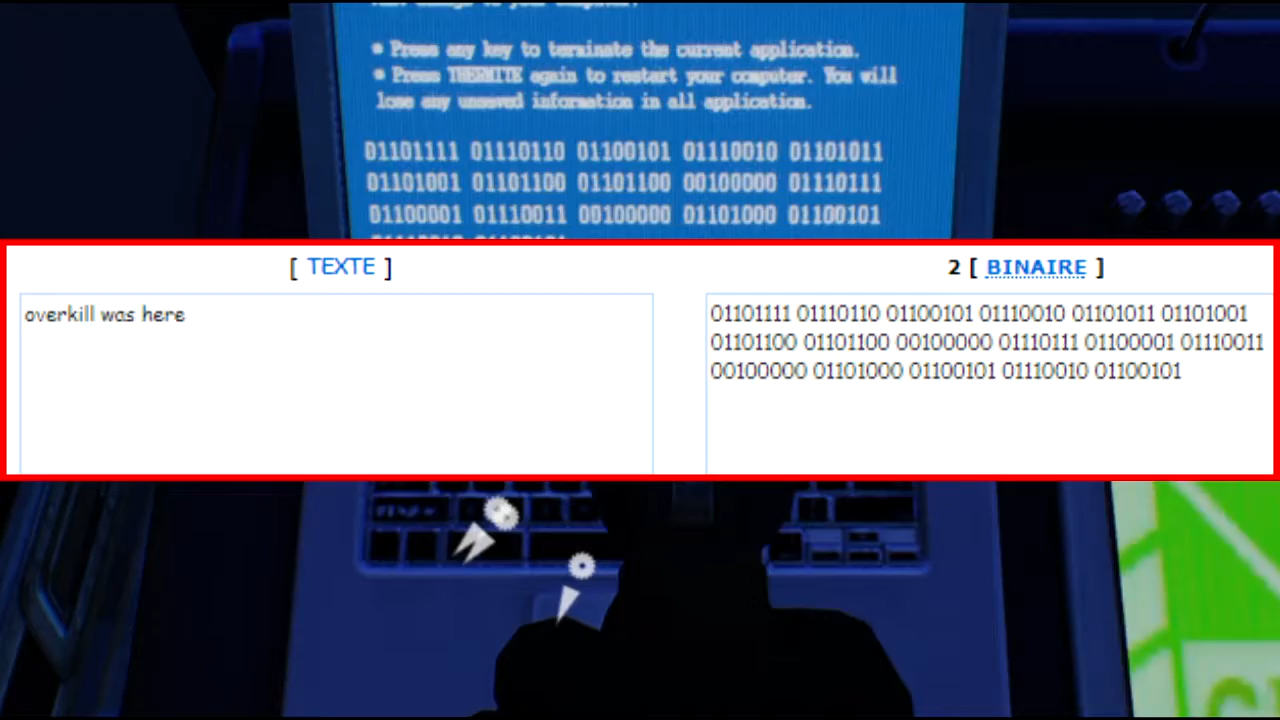 • Press any key to terminate the current application.
• Press THERMITE again to restart your computer. You will
lose any unsaved information in all application.
01101111 01110110 01100101 01110010 01101011
01101001 01101100 01101100 00100000 01110111
01100001 01110011 00100000 01101000 01100101
[ TEXTE ]
2 [ BINAIRE ]
overkill was here
01101111 01110110 01100101 01110010 01101011 01101001
01101100 01101100 00100000 01110111 01100001 01110011
00100000 01101000 01100101 01110010 01100101